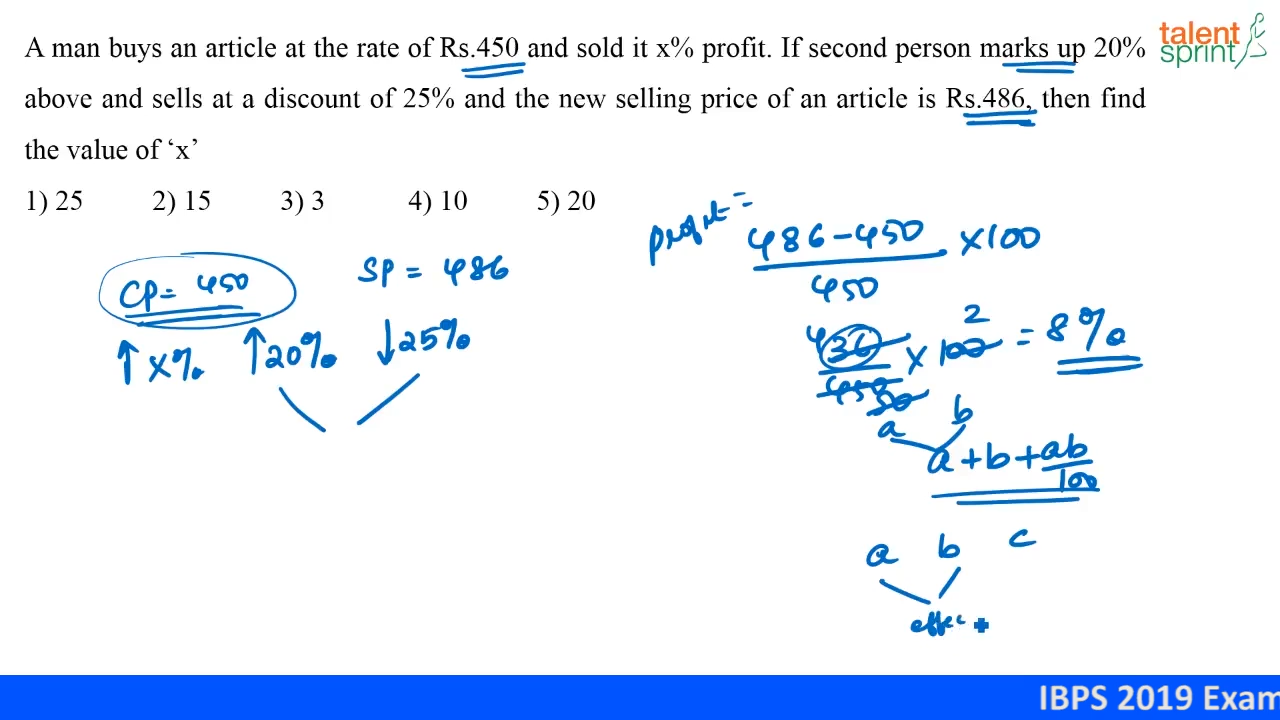 talent
sprint
A man buys an article at the rate of Rs.450 and sold it x% profit. If second person marks up 20%
above and sells at a discount of 25% and the new selling price of an article is Rs.486, then find
the value of ‘x’
1) 25 2) 15 3) 3 4) 10 5) 20
profit = 486 - 450 × 100
450
CP = 450 SP = 486
↑ x% ↑ 20% ↓ 25%
4 36 × 100 2 = 8%
450 50
a b
a + b + ab
100
a b c
effec
IBPS 2019 Exam